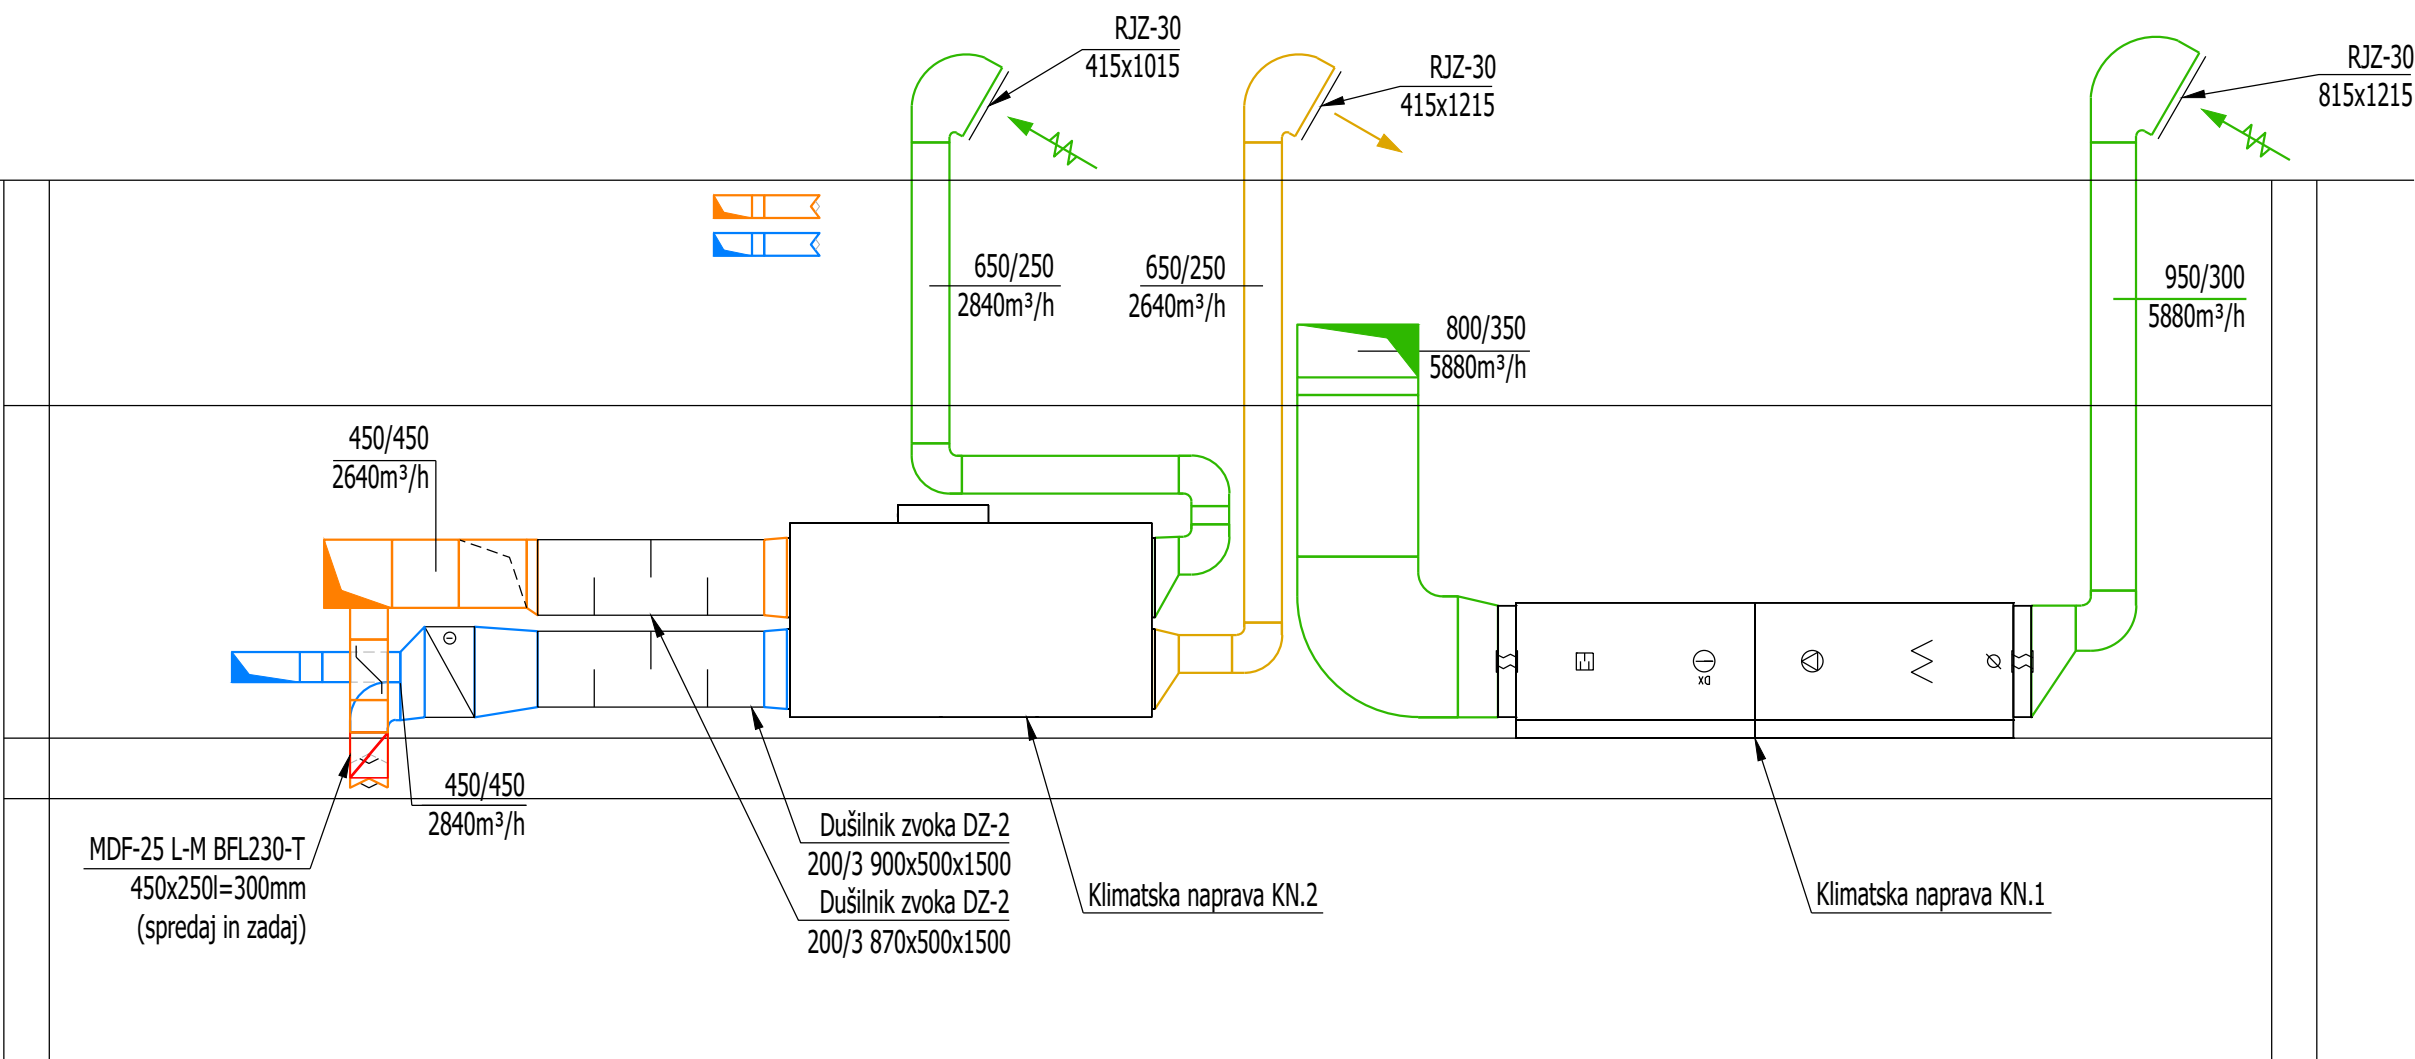 RJZ-30
415x1015
RJZ-30
415x1215
RJZ-30
815x1215
650/250
2840m³/h
650/250
2640m³/h
950/300
5880m³/h
800/350
5880m³/h
450/450
2640m³/h
DX
450/450
2840m³/h
MDF-25 L-M BFL230-T
450x250l=300mm
(spredaj in zadaj)
Dušilnik zvoka DZ-2
200/3 900x500x1500
Dušilnik zvoka DZ-2
200/3 870x500x1500
Klimatska naprava KN.2
Klimatska naprava KN.1